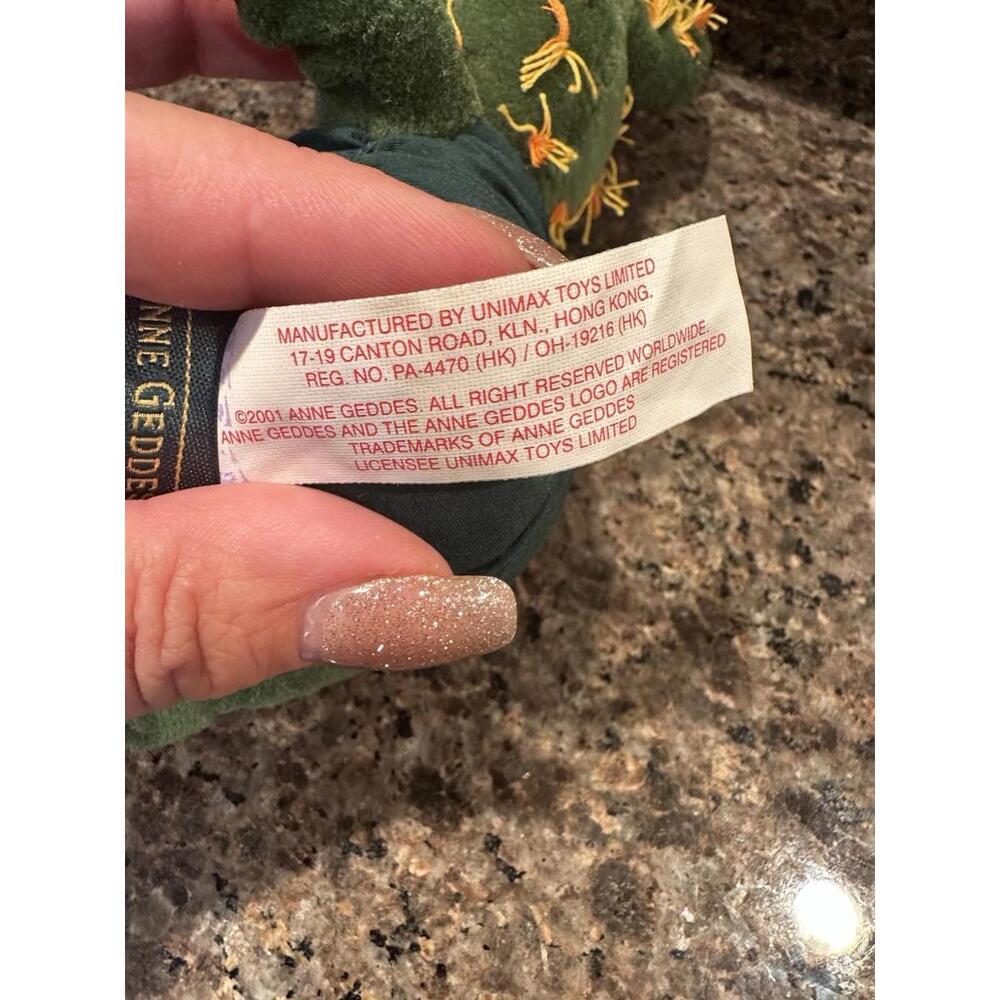 MANUFACTURED BY UNIMAX TOYS LIMITED
17-19 CANTON ROAD, KLN., HONG KONG.
REG. NO. PA-4470 (HK) / OH-19216 (HK)
©2001 ANNE GEDDES. ALL RIGHT RESERVED WORLDWIDE.
ANNE GEDDES AND THE ANNE GEDDES LOGO ARE REGISTERED
TRADEMARKS OF ANNE GEDDES
LICENSEE UNIMAX TOYS LIMITED
NNE GEDDES